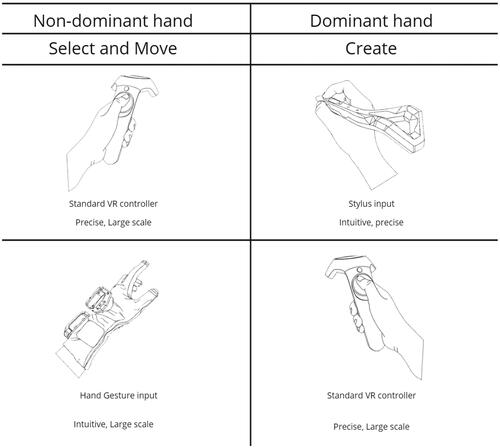 Non-dominant hand
Dominant hand
Select and Move
Create
Standard VR controller
Precise, Large scale
Stylus input
Intuitive, precise
Hand Gesture input
Intuitive, Large scale
Standard VR controller
Precise, Large scale